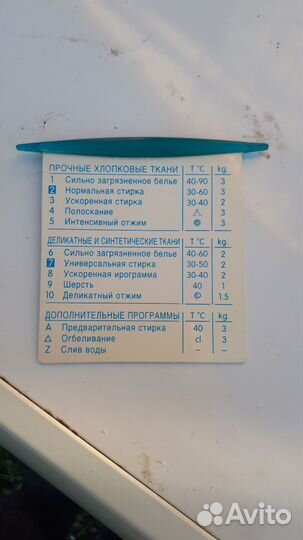 ПРОЧНЫЕ ХЛОПКОВЫЕ ТКАНИ T °C kg.
1 Сильно загрязненное белье 40-90 3
2 Нормальная стирка 30-60 3
3 Ускоренная стирка 30-40 3
4 Полоскание 3
5 Интенсивный отжим 3
ДЕЛИКАТНЫЕ И СИНТЕТИЧЕСКИЕ ТКАНИ T °C kg.
6 Сильно загрязненное белье 40-60 2
7 Универсальная стирка 30-50 2
8 Ускоренная ирограмма 30-40 2
9 Шерсть 40 1
10 Деликатный отжим 1.5
ДОПОЛНИТЕЛЬНЫЕ ПРОГРАММЫ T °C kg.
A Предварительная стирка 40 3
△ Отбеливание cl 3
Z Слив воды – –
Avito